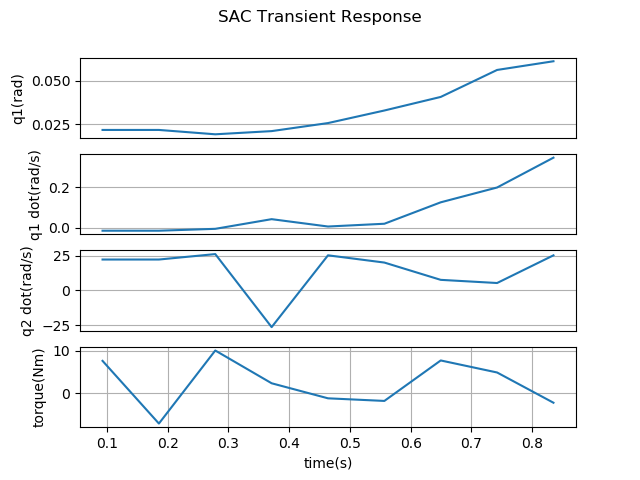 SAC Transient Response
q1(rad)
0.050
0.025
q1 dot(rad/s)
0.2
0.0
q2 dot(rad/s)
25
0
−25
torque(Nm)
10
0
0.1 0.2 0.3 0.4 0.5 0.6 0.7 0.8
time(s)